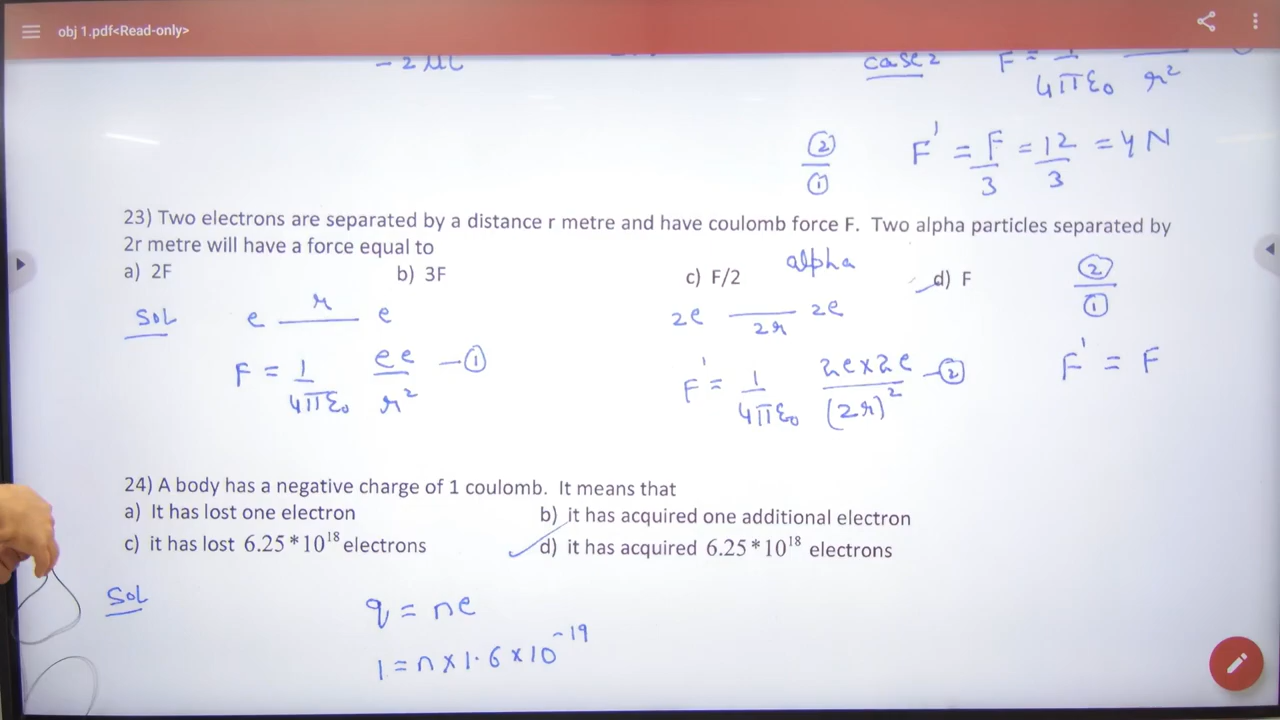 obj 1.pdf<Read-only>
- 2 μC
case 2 F = 1
4πε₀ r²
②
①
F' = F = 12 = 4 N
3 3
23) Two electrons are separated by a distance r metre and have coulomb force F. Two alpha particles separated by
2r metre will have a force equal to
a) 2F b) 3F c) F/2 d) F
alpha
②
①
Sol e r e
2e 2r 2e
F = 1 ee —①
4πε₀ r²
F' = 1 2e×2e —②
4πε₀ (2r)²
F' = F
24) A body has a negative charge of 1 coulomb. It means that
a) It has lost one electron b) it has acquired one additional electron
c) it has lost 6.25*10¹⁸ electrons d) it has acquired 6.25*10¹⁸ electrons
Sol
q = ne
1 = n × 1.6 × 10⁻¹⁹